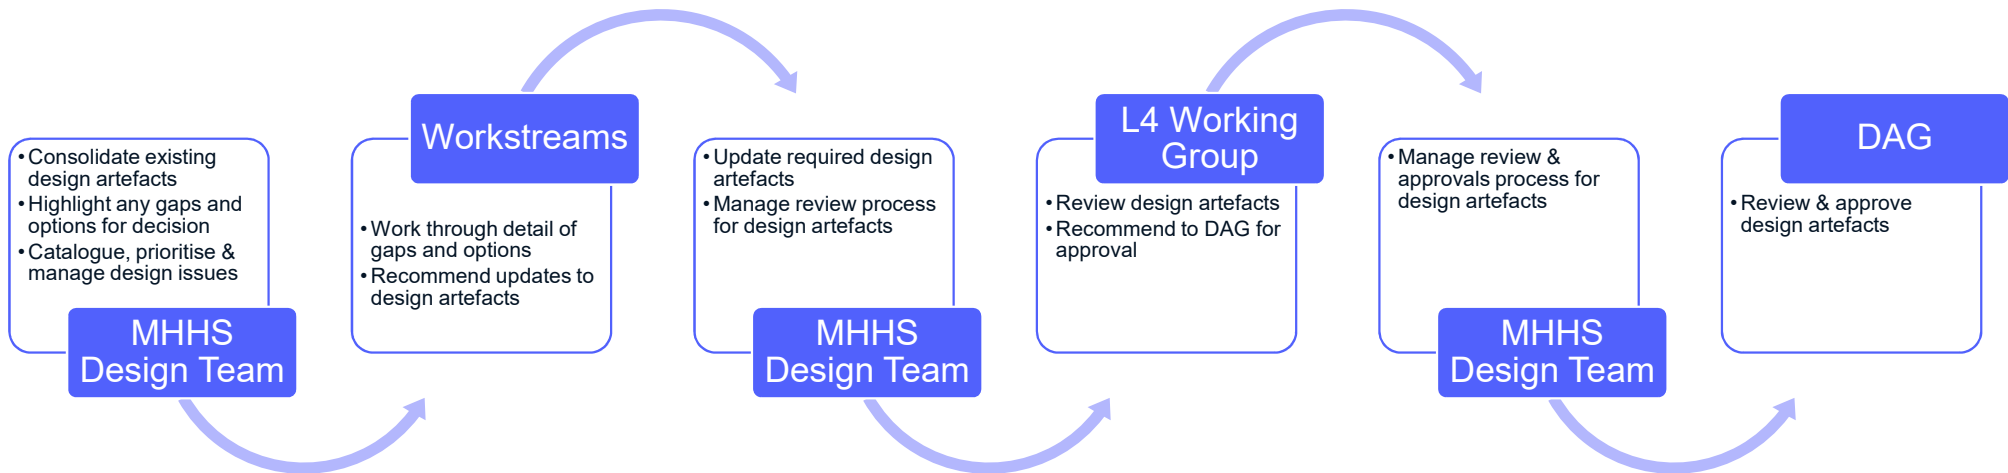 • Consolidate existing
design artefacts
• Highlight any gaps and
options for decision
• Catalogue, prioritise &
manage design issues
MHHS
Design Team
Workstreams
• Work through detail of
gaps and options
• Recommend updates to
design artefacts
• Update required design
artefacts
• Manage review process
for design artefacts
MHHS
Design Team
L4 Working
Group
• Review design artefacts
• Recommend to DAG for
approval
• Manage review &
approvals process for
design artefacts
MHHS
Design Team
DAG
• Review & approve
design artefacts